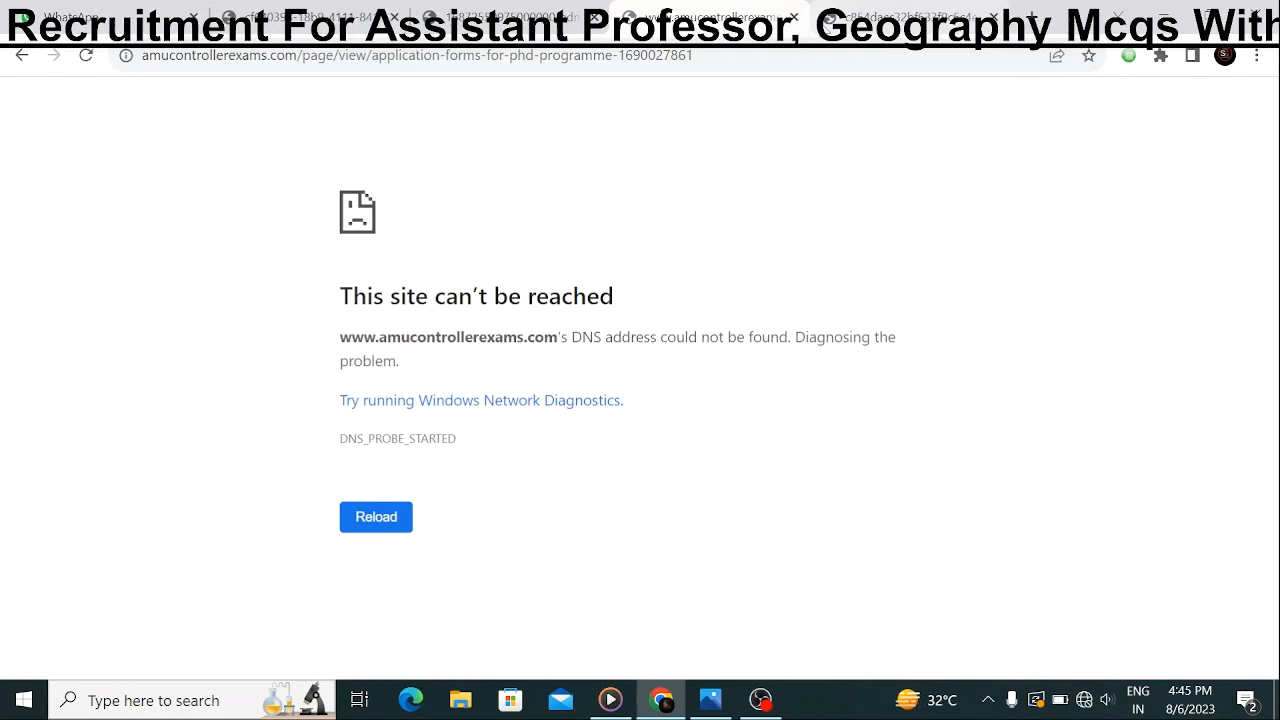 Recruitment For Assistant Professor, Geography Mcqs With
WhatsApp
amucontrollerexams.com/page/view/application-forms-for-phd-programme-1690027861
This site can't be reached
www.amucontrollerexams.com's DNS address could not be found. Diagnosing the
problem.
Try running Windows Network Diagnostics.
DNS_PROBE_STARTED
Reload
Type here to search
32°C
ENG
IN
4:45 PM
8/6/2023
2